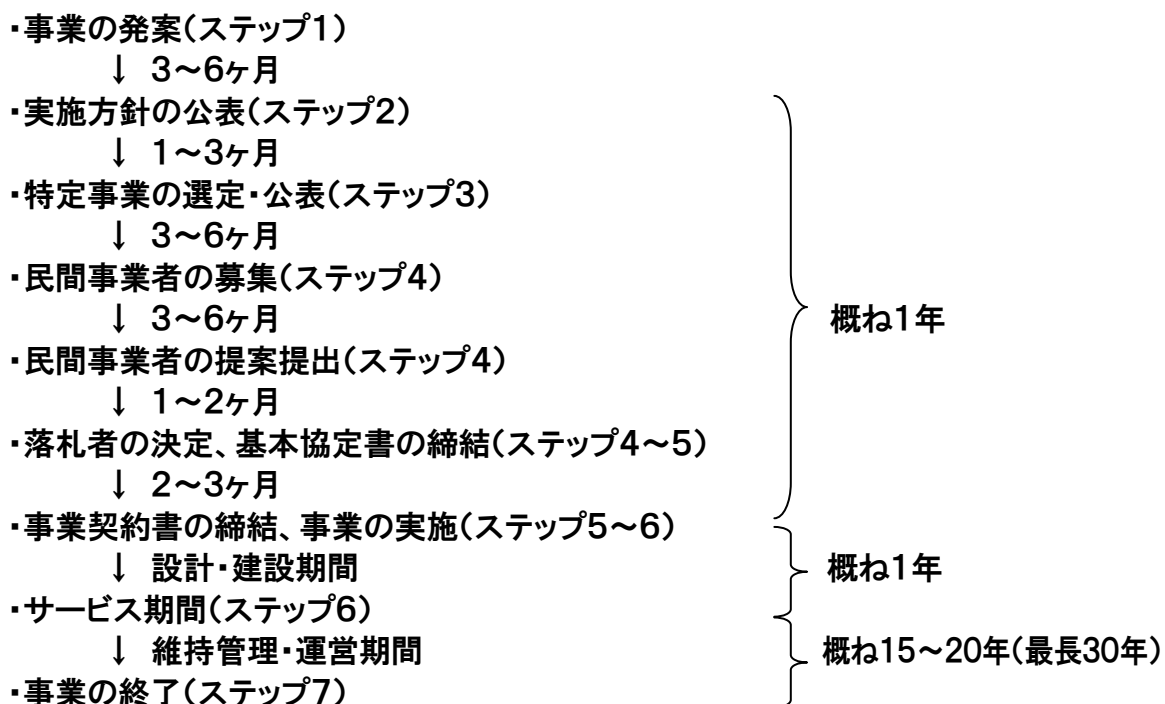 ・事業の発案(ステップ1)
↓ 3～6ヶ月
・実施方針の公表(ステップ2)
↓ 1～3ヶ月
・特定事業の選定・公表(ステップ3)
↓ 3～6ヶ月
・民間事業者の募集(ステップ4)
↓ 3～6ヶ月
概ね1年
・民間事業者の提案提出(ステップ4)
↓ 1～2ヶ月
・落札者の決定、基本協定書の締結(ステップ4～5)
↓ 2～3ヶ月
・事業契約書の締結、事業の実施(ステップ5～6)
↓ 設計・建設期間
概ね1年
・サービス期間(ステップ6)
↓ 維持管理・運営期間
概ね15～20年(最長30年)
・事業の終了(ステップ7)